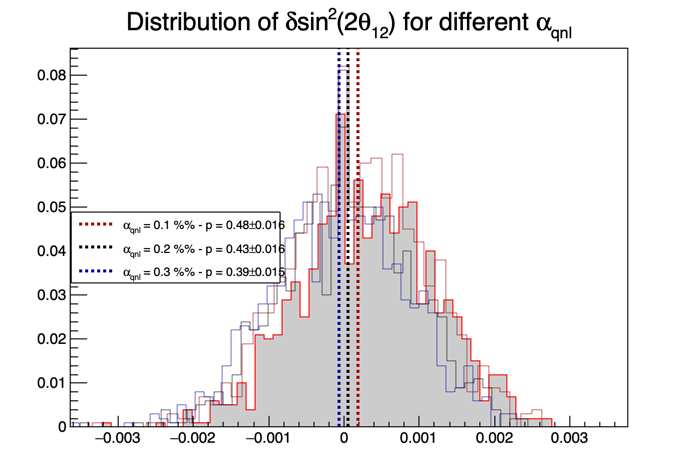 Distribution of δsin²(2θ₁₂) for different α_qnl
0.08
0.07
0.06
0.05
0.04
0.03
0.02
0.01
0
α_qnl = 0.1 %% - p = 0.48±0.016
α_qnl = 0.2 %% - p = 0.43±0.016
α_qnl = 0.3 %% - p = 0.39±0.015
−0.003 −0.002 −0.001 0 0.001 0.002 0.003